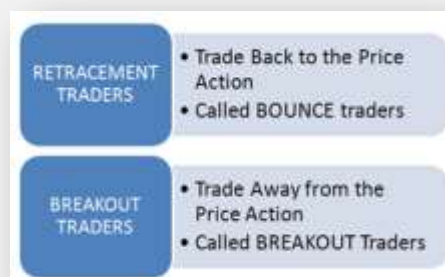 RETRACEMENT
TRADERS
• Trade Back to the Price
Action
• Called BOUNCE traders
BREAKOUT
TRADERS
• Trade Away from the
Price Action
• Called BREAKOUT Traders